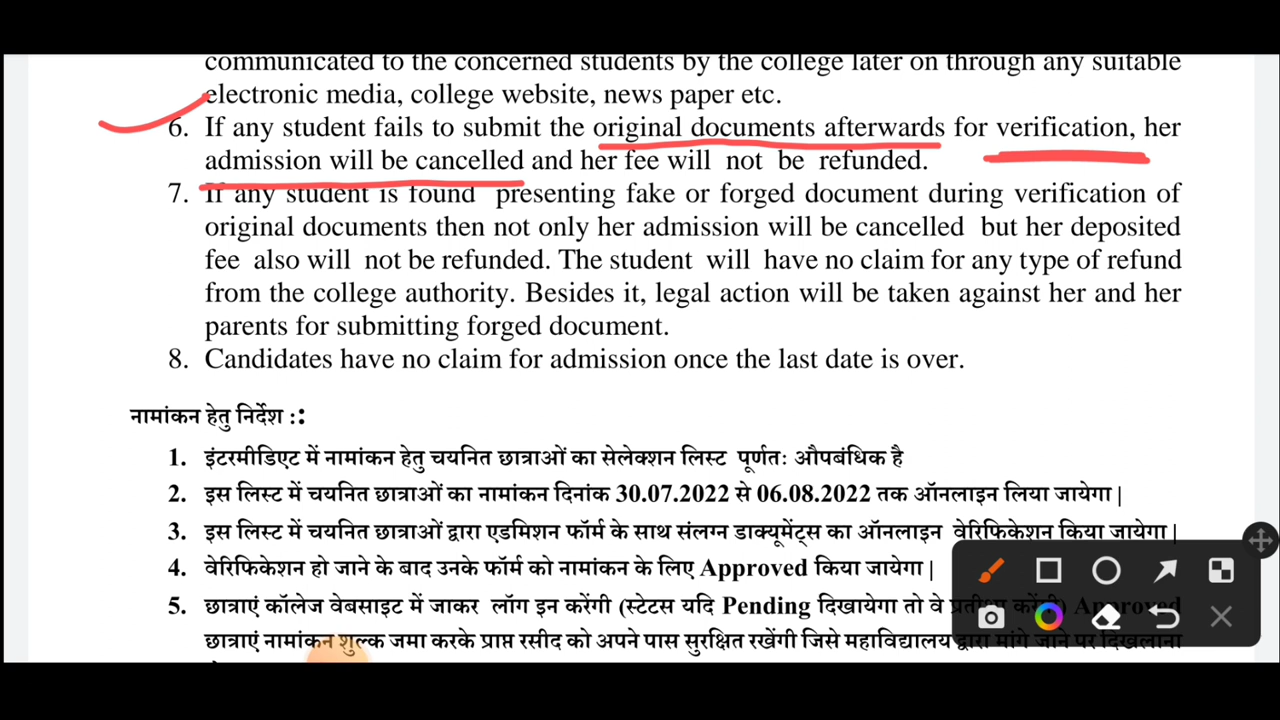 communicated to the concerned students by the college later on through any suitable
electronic media, college website, news paper etc.
6. If any student fails to submit the original documents afterwards for verification, her
admission will be cancelled and her fee will not be refunded.
7. If any student is found presenting fake or forged document during verification of
original documents then not only her admission will be cancelled but her deposited
fee also will not be refunded. The student will have no claim for any type of refund
from the college authority. Besides it, legal action will be taken against her and her
parents for submitting forged document.
8. Candidates have no claim for admission once the last date is over.
नामांकन हेतु निर्देश ::
1. इंटरमीडिएट में नामांकन हेतु चयनित छात्राओं का सेलेक्शन लिस्ट पूर्णतः औपबंधिक है
2. इस लिस्ट में चयनित छात्राओं का नामांकन दिनांक 30.07.2022 से 06.08.2022 तक ऑनलाइन लिया जायेगा |
3. इस लिस्ट में चयनित छात्राओं द्वारा एडमिशन फॉर्म के साथ संलग्न डाक्यूमेंट्स का ऑनलाइन वेरिफिकेशन किया जायेगा |
4. वेरिफिकेशन हो जाने के बाद उनके फॉर्म को नामांकन के लिए Approved किया जायेगा |
5. छात्राएं कॉलेज वेबसाइट में जाकर लॉग इन करेंगी (स्टेटस यदि Pending दिखायेगा तो वे प्रतीक्षा करेंगी) Approved
छात्राएं नामांकन शुल्क जमा करके प्राप्त रसीद को अपने पास सुरक्षित रखेंगी जिसे महाविद्यालय द्वारा मांगे जाने पर दिखलाना